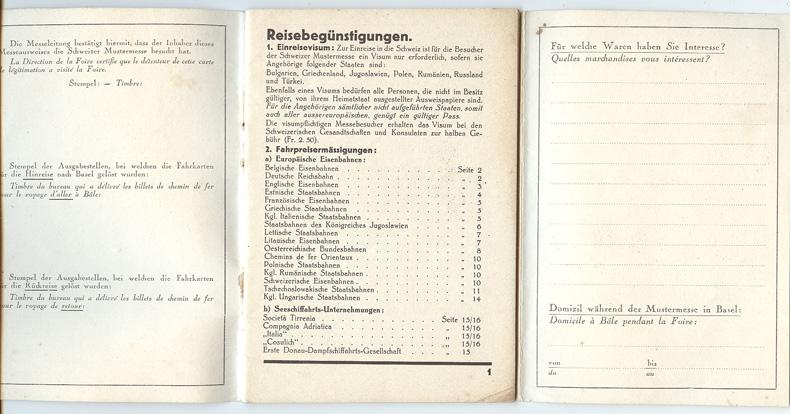 Die Messeleitung bestätigt hiermit, dass der Inhaber dieses
Messeausweises die Schweizer Mustermesse besucht hat.
La Direction de la Foire certifie que le détenteur de cette carte
de légitimation a visité la Foire.
Stempel: — Timbre:
Stempel der Ausgabestellen, bei welchen die Fahrkarten
für die Hinreise nach Basel gelöst wurden:
Timbre du bureau qui a délivré les billets de chemin de fer
pour le voyage d'aller à Bâle:
Stempel der Ausgabestellen, bei welchen die Fahrkarten
für die Rückreise gelöst wurden:
Timbre du bureau qui a délivré les billets de chemin de fer
pour le voyage de retour:
Reisebegünstigungen.
1. Einreisevisum: Zur Einreise in die Schweiz ist für die Besucher
der Schweizer Mustermesse ein Visum nur erforderlich, sofern sie
Angehörige folgender Staaten sind:
Bulgarien, Griechenland, Jugoslawien, Polen, Rumänien, Russland
und Türkei.
Ebenfalls eines Visums bedürfen alle Personen, die nicht im Besitz
gültiger, von ihrem Heimatstaat ausgestellter Ausweispapiere sind.
Für die Angehörigen sämtlicher nicht aufgeführten Staaten, somit
auch aller aussereuropäischen, genügt ein gültiger Pass.
Die visumpflichtigen Messebesucher erhalten das Visum bei den
Schweizerischen Gesandtschaften und Konsulaten zur halben Ge-
bühr (Fr. 2. 50).
2. Fahrpreisermässigungen:
a) Europäische Eisenbahnen:
Belgische Eisenbahnen . . . . . . . . . . Seite 2
Deutsche Reichsbahn . . . . . . . . . . „ 2
Englische Eisenbahnen . . . . . . . . . . „ 3
Estnische Staatsbahnen . . . . . . . . . . „ 4
Französische Eisenbahnen . . . . . . . . . . „ 3
Griechische Staatsbahnen . . . . . . . . . . „ 5
Kgl. Italienische Staatsbahnen . . . . . . . . . . „ 5
Staatsbahnen des Königreiches Jugoslawien „ 6
Lettische Staatsbahnen . . . . . . . . . . „ 7
Litauische Eisenbahnen . . . . . . . . . . „ 7
Oesterreichische Bundesbahnen . . . . . . . . . . „ 8
Chemins de fer Orientaux . . . . . . . . . . „ 10
Polnische Staatsbahnen . . . . . . . . . . „ 10
Kgl. Rumänische Staatsbahnen . . . . . . . . . . „ 10
Schweizerische Eisenbahnen . . . . . . . . . . „ 10
Tschechoslowakische Staatsbahnen . . . . . . . . . . „ 11
Kgl. Ungarische Staatsbahnen . . . . . . . . . . „ 14
b) Seeschiffahrts-Unternehmungen:
Società Tirrenia . . . . . . . . . . Seite 15/16
Compagnia Adriatica . . . . . . . . . . „ 15/16
„Italia“ . . . . . . . . . . „ 15/16
„Cosulich“ . . . . . . . . . . „ 15/16
Erste Donau-Dampfschiffahrts-Gesellschaft . . . . „ 15
1
Für welche Waren haben Sie Interesse?
Quelles marchandises vous intéressent?
Domizil während der Mustermesse in Basel:
Domicile à Bâle pendant la Foire:
von bis
du au